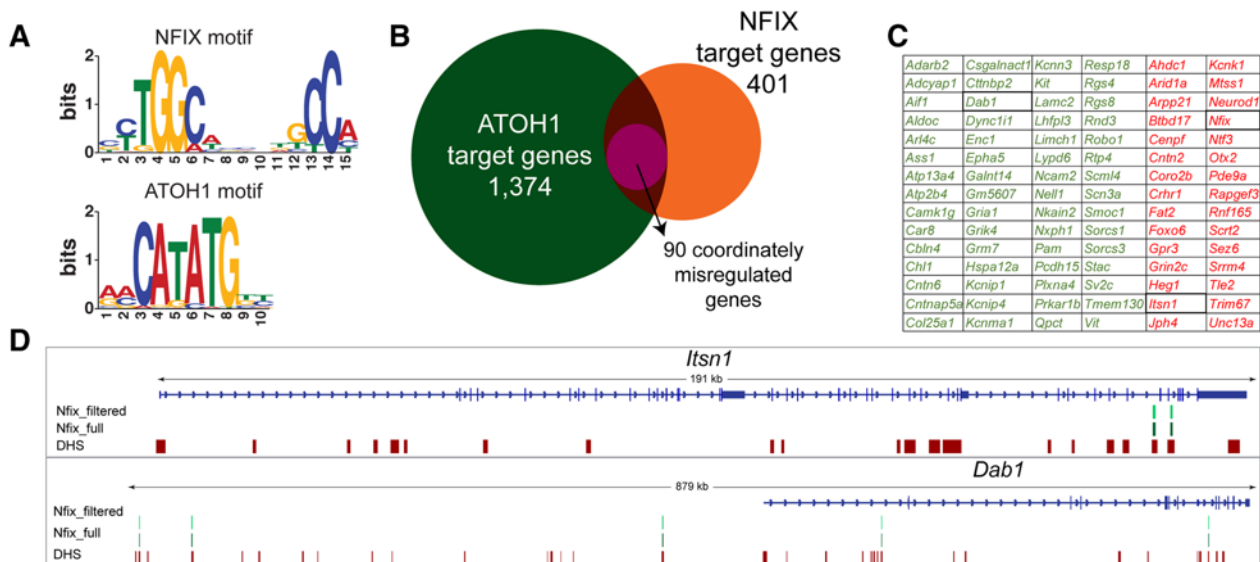 A
NFIX motif
2
bits
1
0
1 2 3 4 5 6 7 8 9 10 11 12 13 14 15
ATOH1 motif
2
bits
1
0
1 2 3 4 5 6 7 8 9 10
B
NFIX
target genes
401
ATOH1
target genes
1,374
90 coordinately
misregulated
genes
C
Adarb2 Csgalnact1 Kcnn3 Resp18 Ahdc1 Kcnk1
Adcyap1 Cttnbp2 Kit Rgs4 Arid1a Mtss1
Aif1 Dab1 Lamc2 Rgs8 Arpp21 Neurod1
Aldoc Dync1i1 Lhfpl3 Rnd3 Btbd17 Nfix
Arl4c Enc1 Limch1 Robo1 Cenpf Ntf3
Ass1 Epha5 Lypd6 Rtp4 Cntn2 Otx2
Atp13a4 Galnt14 Ncam2 Scml4 Coro2b Pde9a
Atp2b4 Gm5607 Nell1 Scn3a Crhr1 Rapgef3
Camk1g Gria1 Nkain2 Smoc1 Fat2 Rnf165
Car8 Grik4 Nxph1 Sorcs1 Foxo6 Scrt2
Cbln4 Grm7 Pam Sorcs3 Gpr3 Sez6
Chl1 Hspa12a Pcdh15 Stac Grin2c Srrm4
Cntn6 Kcnip1 Plxna4 Sv2c Heg1 Tle2
Cntnap5a Kcnip4 Prkar1b Tmem130 Itsn1 Trim67
Col25a1 Kcnma1 Qpct Vit Jph4 Unc13a
D
Itsn1
191 kb
Nfix_filtered
Nfix_full
DHS
Dab1
879 kb
Nfix_filtered
Nfix_full
DHS